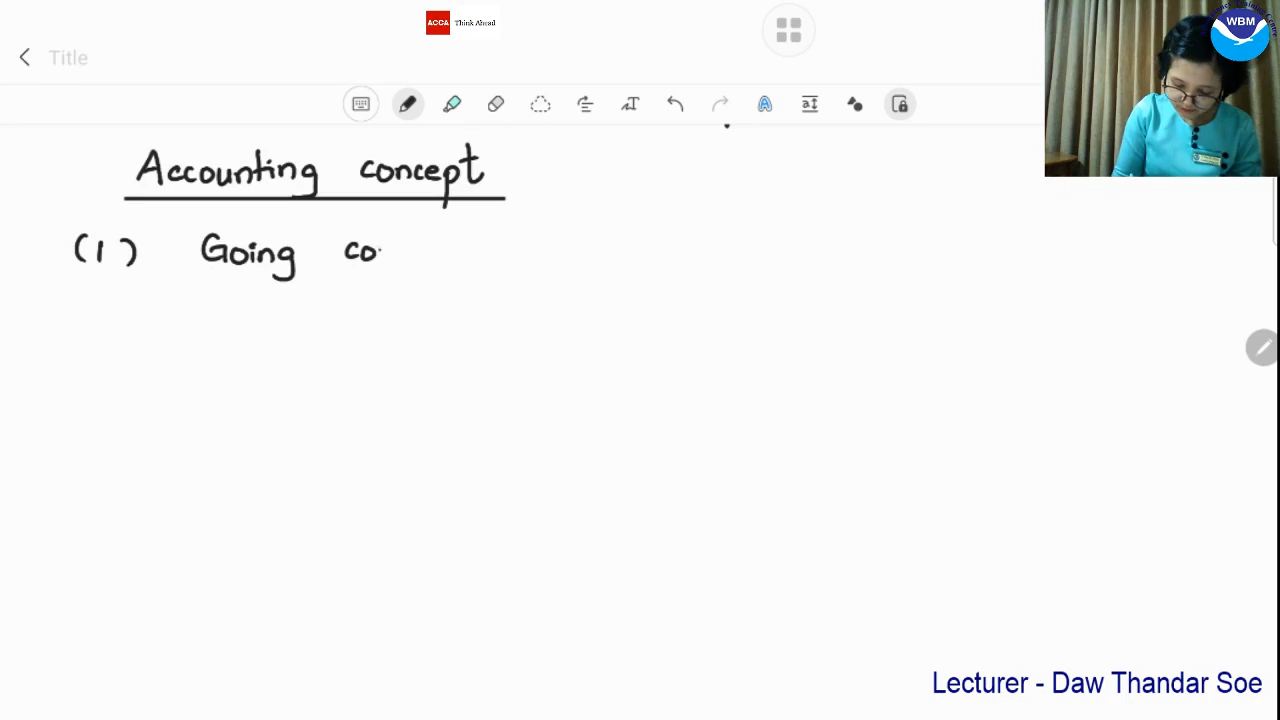 ACCA Think Ahead
WBM
Title
Accounting concept
(1) Going co
Lecturer - Daw Thandar Soe